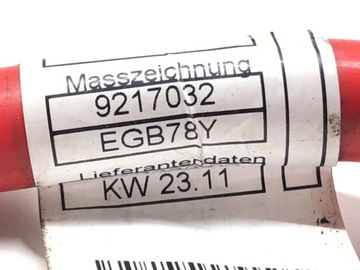 Masszeichnung
9217032
EGB78Y
Lieferantendaten
KW 23.11